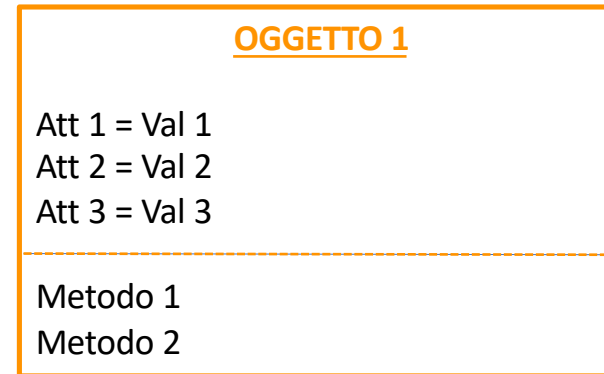 OGGETTO 1
Att 1 = Val 1
Att 2 = Val 2
Att 3 = Val 3
Metodo 1
Metodo 2